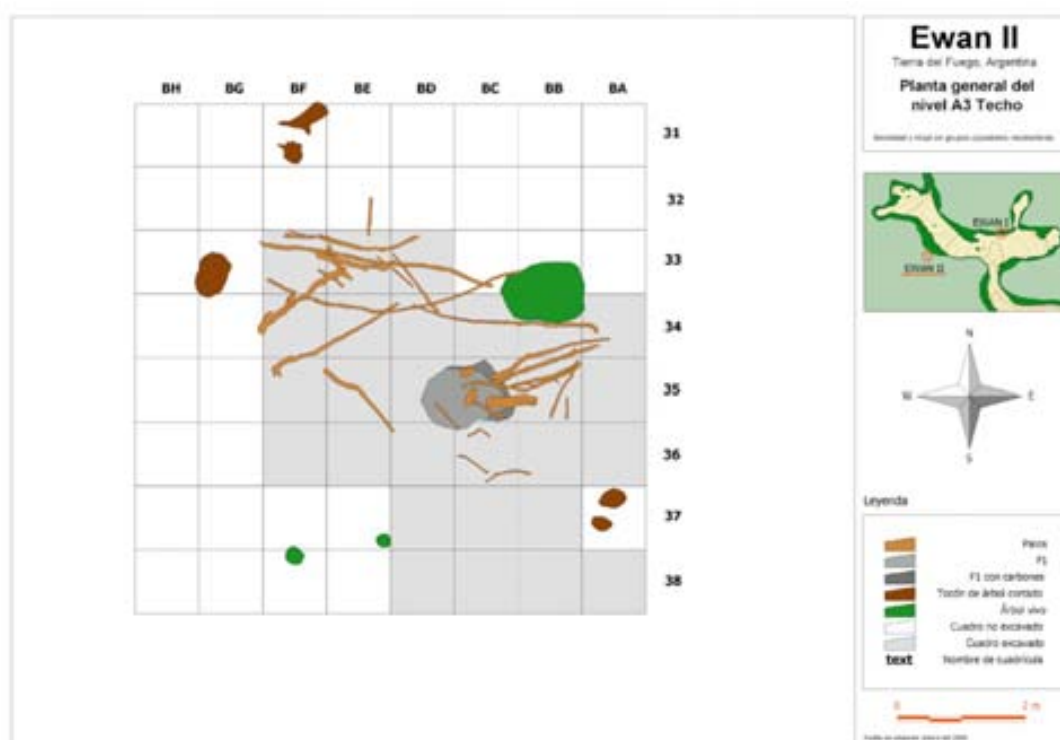 Ewan II
Tierra del Fuego, Argentina
Planta general del
nivel A3 Techo
BH BG BF BE BD BC BB BA
31
32
33
34
35
36
37
38
EWAN I
EWAN II
N
W E
S
Leyenda
Palos
F1
F1 con carbones
Tocón de árbol cortado
Árbol vivo
Cuadro no excavado
Cuadro excavado
text Nombre de cuadrícula
0 2 m